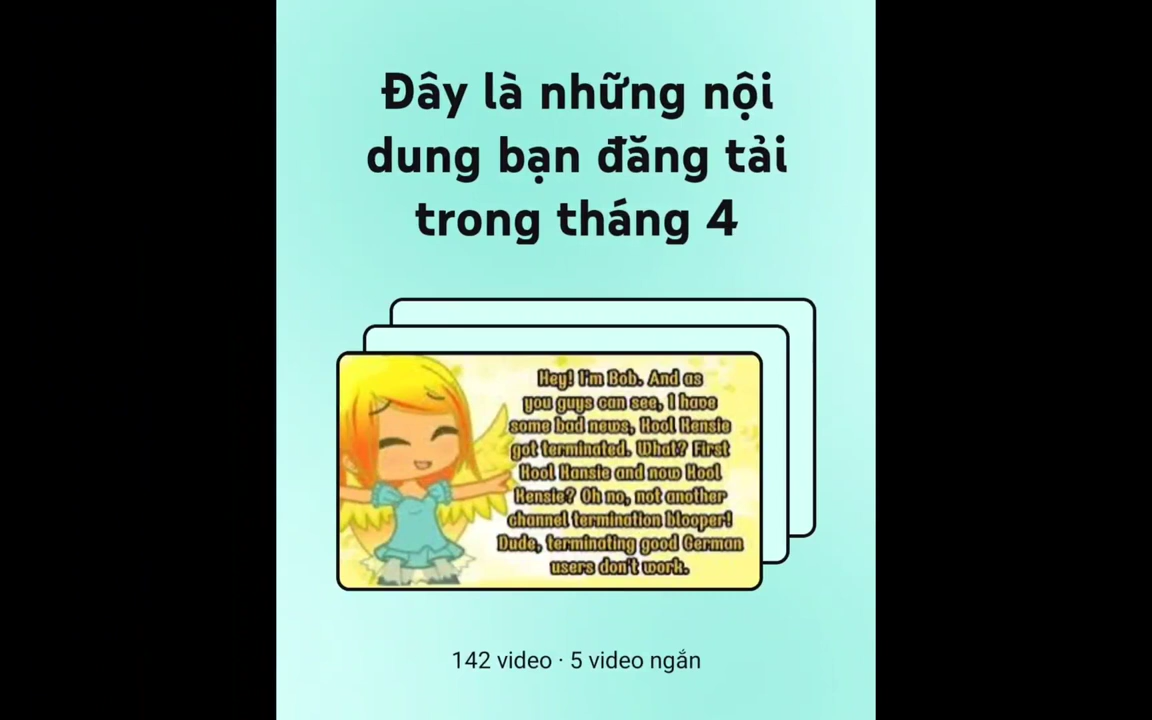 Đây là những nội
dung bạn đăng tải
trong tháng 4
Hey! I'm Bob. And as
you guys can see, I have
some bad news, Kool Kensie
got terminated. What? First
Kool Kansie and now Kool
Kensie? Oh no, not another
channel termination blooper!
Dude, terminating good German
users don't work.
142 video · 5 video ngắn